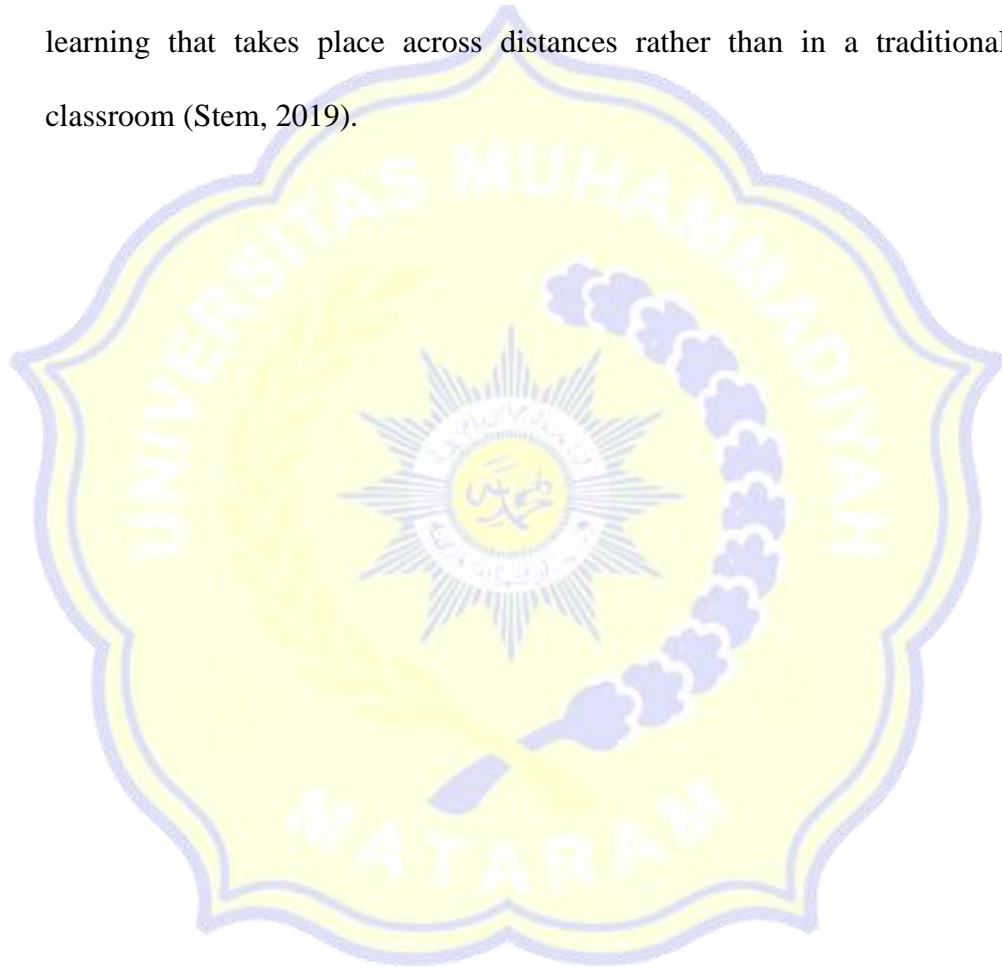 learning that takes place across distances rather than in a traditional
classroom (Stem, 2019).
UNIVERSITAS MUHAMMADIYAH
MATARAM